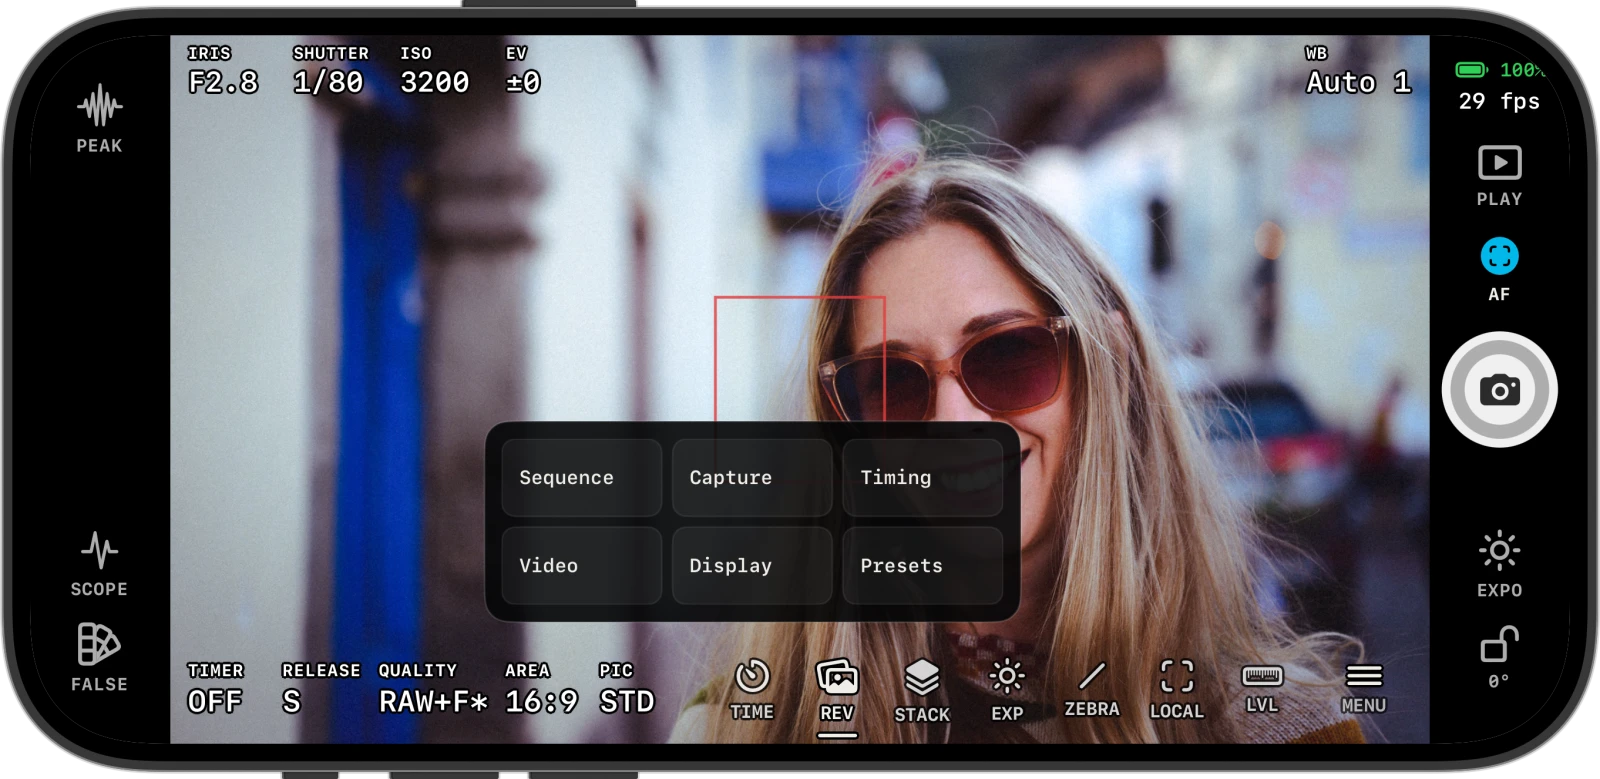 IRIS SHUTTER ISO EV WB
F2.8 1/80 3200 ±0 Auto 1
100%
29 fps
PEAK
PLAY
AF
Sequence Capture Timing
Video Display Presets
SCOPE
EXPO
TIMER RELEASE QUALITY AREA PIC
OFF S RAW+F* 16:9 STD
TIME REV STACK EXP ZEBRA LOCAL LVL MENU
FALSE
0°